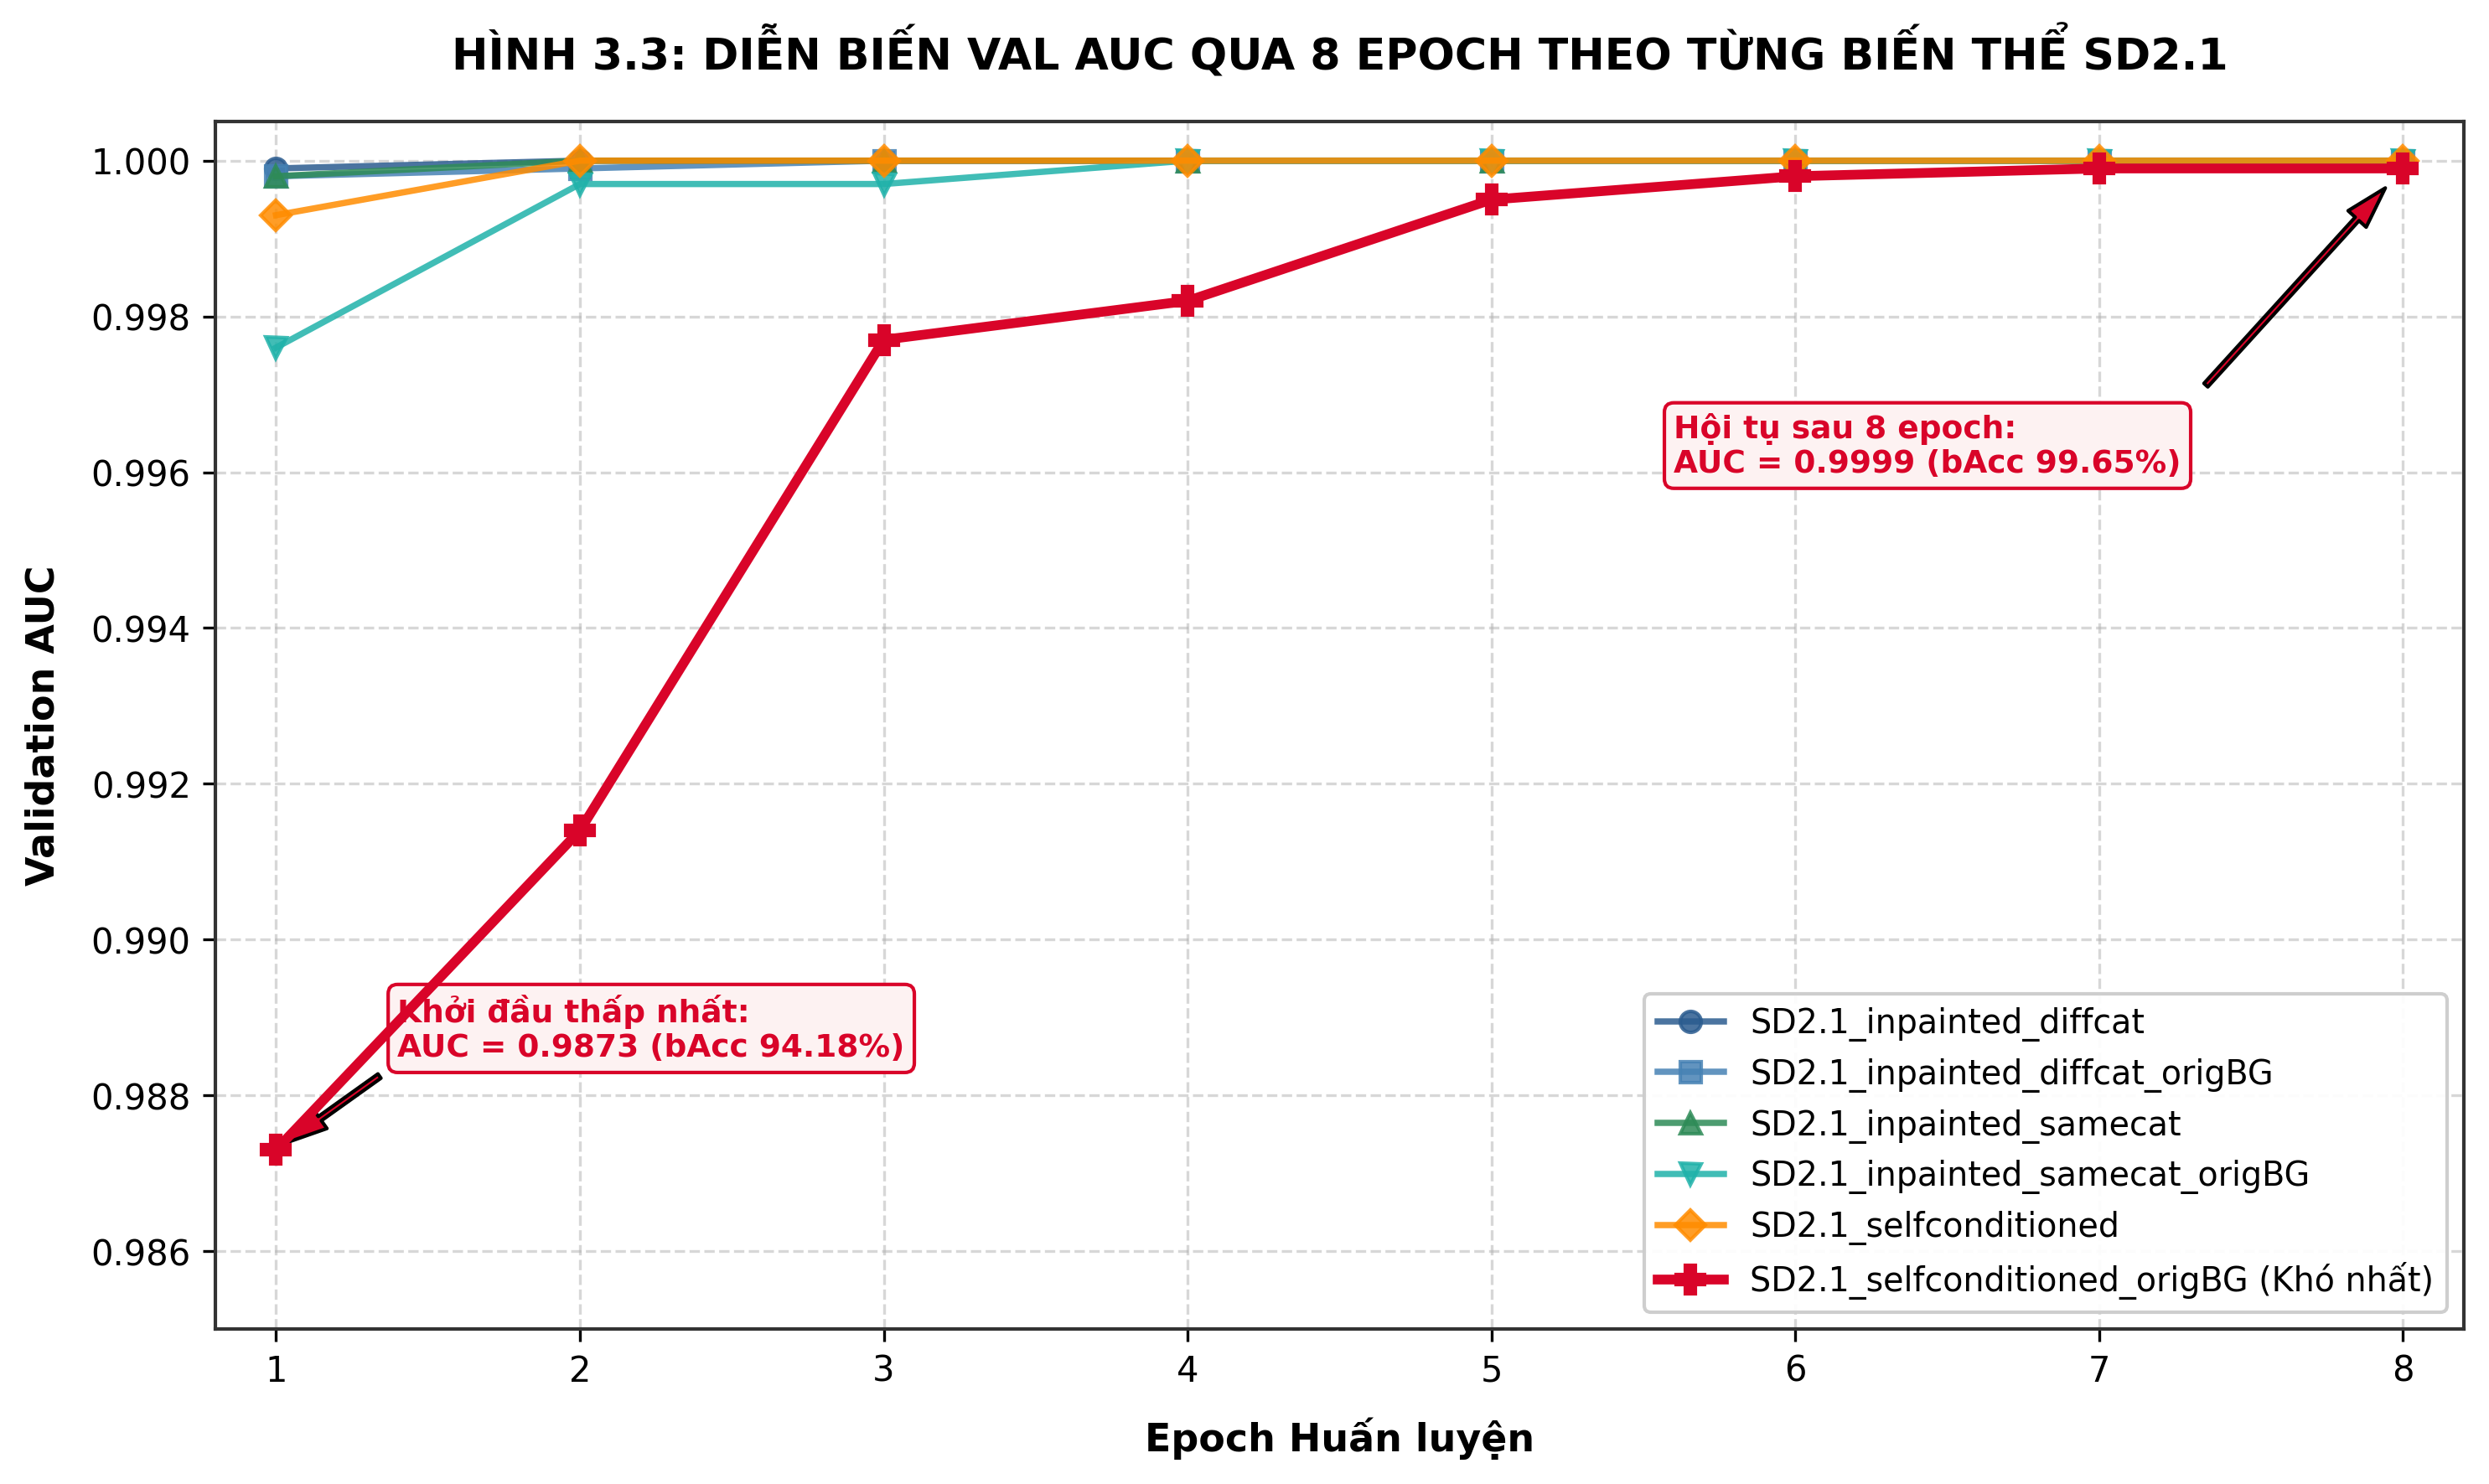 HÌNH 3.3: DIỄN BIẾN VAL AUC QUA 8 EPOCH THEO TỪNG BIẾN THỂ SD2.1
Validation AUC
1.000
0.998
0.996
0.994
0.992
0.990
0.988
0.986
Hội tụ sau 8 epoch:
AUC = 0.9999 (bAcc 99.65%)
Khởi đầu thấp nhất:
AUC = 0.9873 (bAcc 94.18%)
SD2.1_inpainted_diffcat
SD2.1_inpainted_diffcat_origBG
SD2.1_inpainted_samecat
SD2.1_inpainted_samecat_origBG
SD2.1_selfconditioned
SD2.1_selfconditioned_origBG (Khó nhất)
1 2 3 4 5 6 7 8
Epoch Huấn luyện